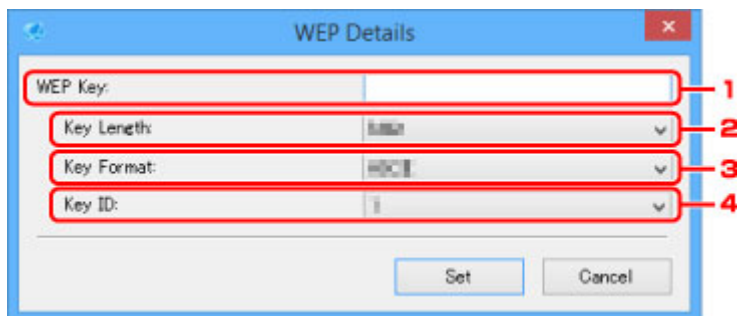 WEP Details
WEP Key: 1
Key Length: 2
Key Format: 3
Key ID: 4
Set Cancel